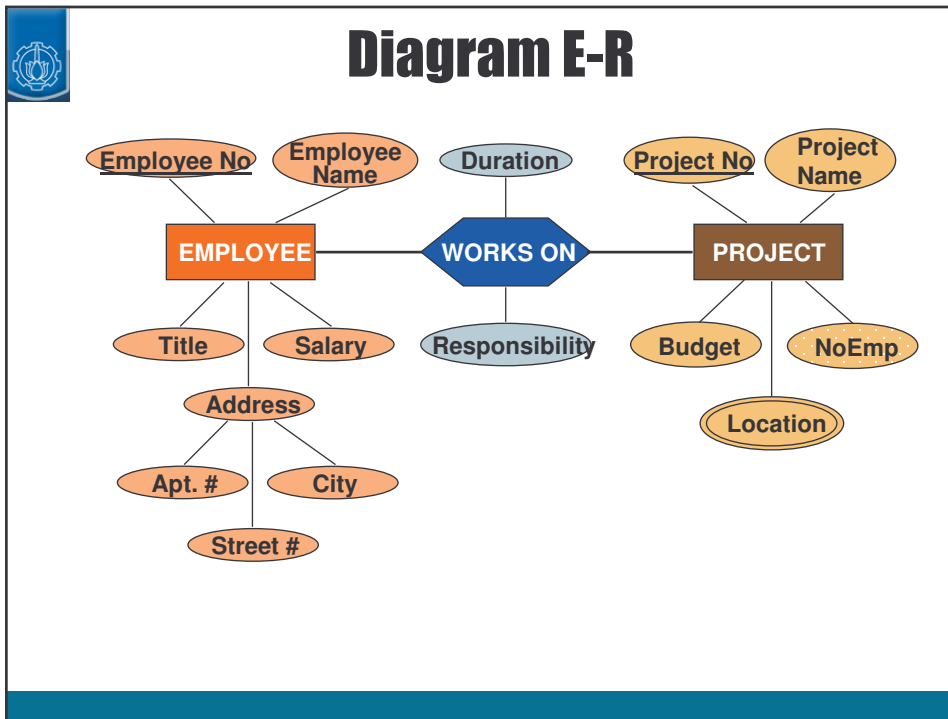 Diagram E-R
Employee No
Employee
Name
Duration
Project No
Project
Name
EMPLOYEE
WORKS ON
PROJECT
Title
Salary
Responsibility
Budget
NoEmp
Address
Location
Apt. #
City
Street #